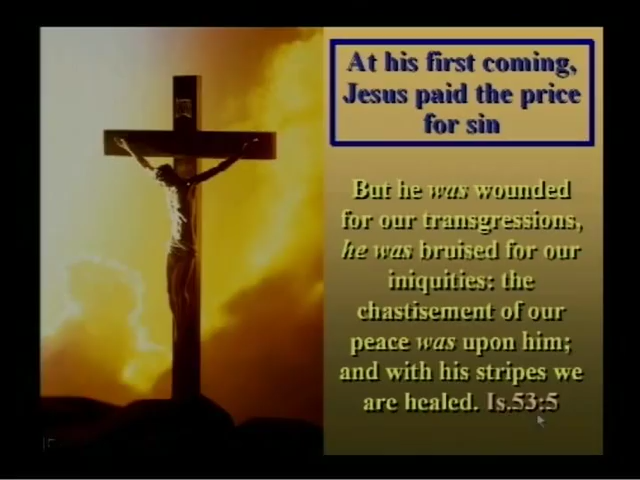 At his first coming,
Jesus paid the price
for sin
But he was wounded
for our transgressions,
he was bruised for our
iniquities: the
chastisement of our
peace was upon him;
and with his stripes we
are healed. Is.53:5